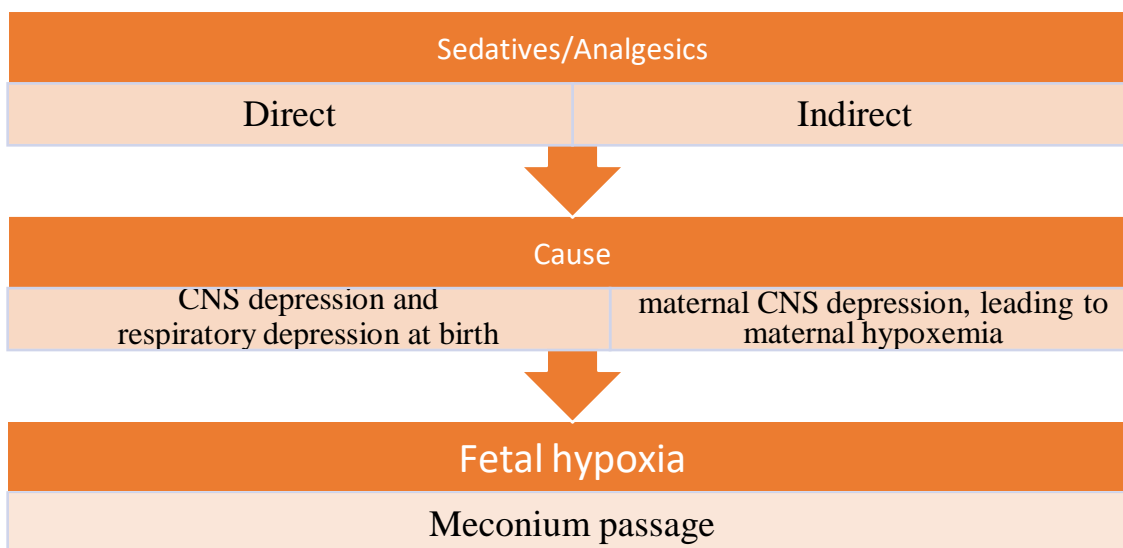 Sedatives/Analgesics
Direct
Indirect
Cause
CNS depression and
respiratory depression at birth
maternal CNS depression, leading to
maternal hypoxemia
Fetal hypoxia
Meconium passage